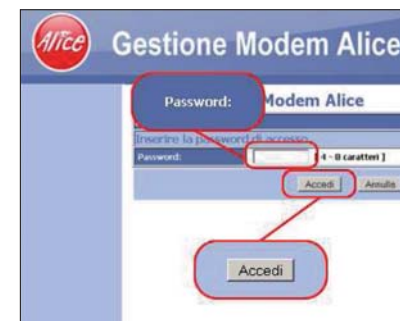 Alice
Gestione Modem Alice
Password:
Modem Alice
Inserire la password di accesso
Password:
[ 4 - 8 caratteri ]
Accedi
Annulla
Accedi